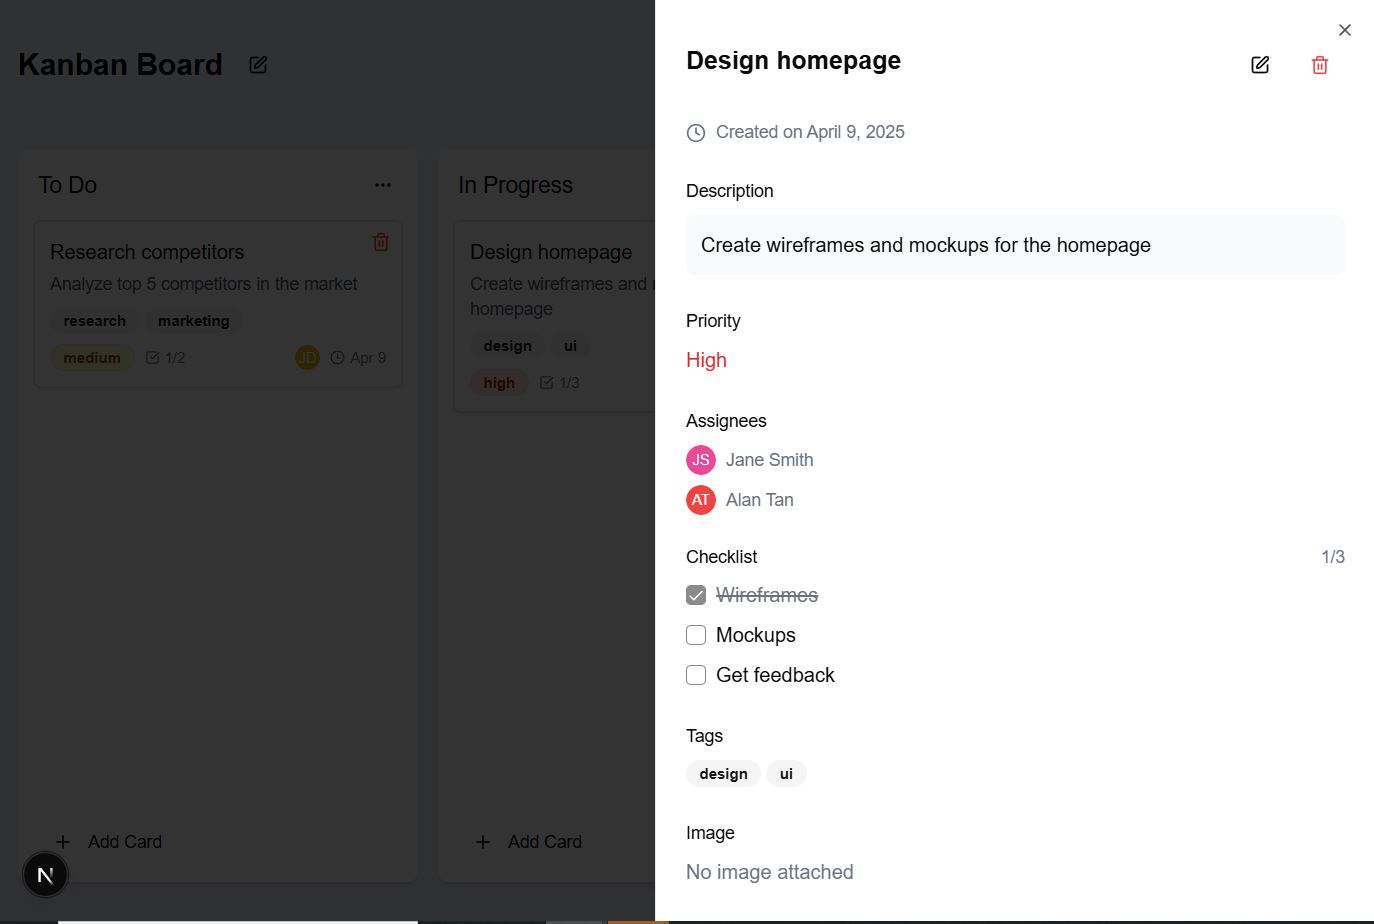 Kanban Board
To Do
Research competitors
Analyze top 5 competitors in the market
research marketing
medium 1/2 JD Apr 9
Add Card
In Progress
Design homepage
Create wireframes and
homepage
design ui
high 1/3
Add Card
N
Design homepage
Created on April 9, 2025
Description
Create wireframes and mockups for the homepage
Priority
High
Assignees
JS Jane Smith
AT Alan Tan
Checklist 1/3
Wireframes
Mockups
Get feedback
Tags
design ui
Image
No image attached